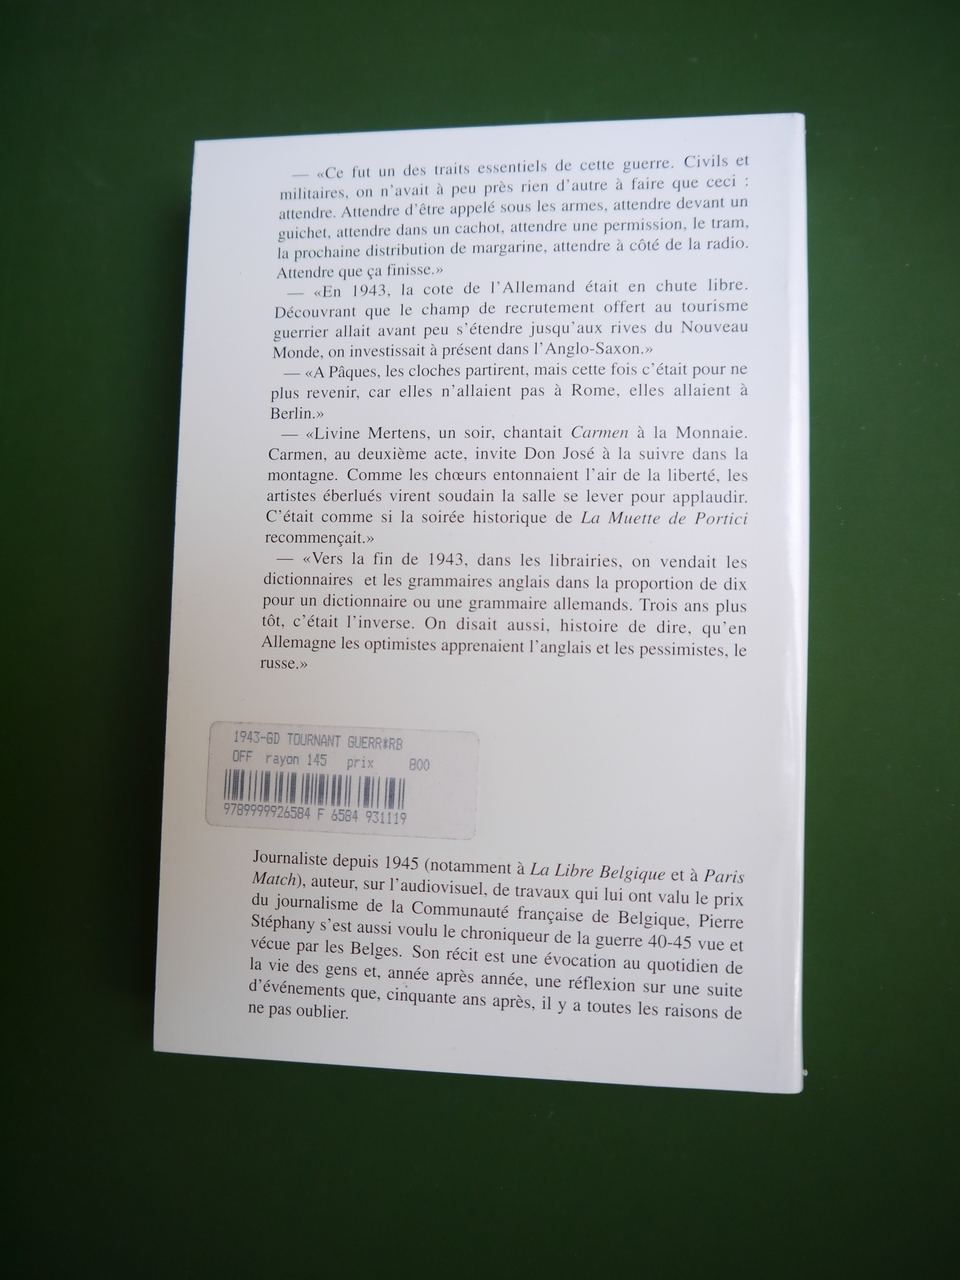 — «Ce fut un des traits essentiels de cette guerre. Civils et
militaires, on n'avait à peu près rien d'autre à faire que ceci :
attendre. Attendre d'être appelé sous les armes, attendre devant un
guichet, attendre dans un cachot, attendre une permission, le tram,
la prochaine distribution de margarine, attendre à côté de la radio.
Attendre que ça finisse.»
— «En 1943, la cote de l'Allemand était en chute libre.
Découvrant que le champ de recrutement offert au tourisme
guerrier allait avant peu s'étendre jusqu'aux rives du Nouveau
Monde, on investissait à présent dans l'Anglo-Saxon.»
— «A Pâques, les cloches partirent, mais cette fois c'était pour ne
plus revenir, car elles n'allaient pas à Rome, elles allaient à
Berlin.»
— «Livine Mertens, un soir, chantait Carmen à la Monnaie.
Carmen, au deuxième acte, invite Don José à la suivre dans la
montagne. Comme les chœurs entonnaient l'air de la liberté, les
artistes éberlués virent soudain la salle se lever pour applaudir.
C'était comme si la soirée historique de La Muette de Portici
recommençait.»
— «Vers la fin de 1943, dans les librairies, on vendait les
dictionnaires et les grammaires anglais dans la proportion de dix
pour un dictionnaire ou une grammaire allemands. Trois ans plus
tôt, c'était l'inverse. On disait aussi, histoire de dire, qu'en
Allemagne les optimistes apprenaient l'anglais et les pessimistes, le
russe.»
1943-GD TOURNANT GUERR*RB
OFF rayon 145 prix 800
9789999926584 F 6584 931119
Journaliste depuis 1945 (notamment à La Libre Belgique et à Paris
Match), auteur, sur l'audiovisuel, de travaux qui lui ont valu le prix
du journalisme de la Communauté française de Belgique, Pierre
Stéphany s'est aussi voulu le chroniqueur de la guerre 40-45 vue et
vécue par les Belges. Son récit est une évocation au quotidien de
la vie des gens et, année après année, une réflexion sur une suite
d'événements que, cinquante ans après, il y a toutes les raisons de
ne pas oublier.